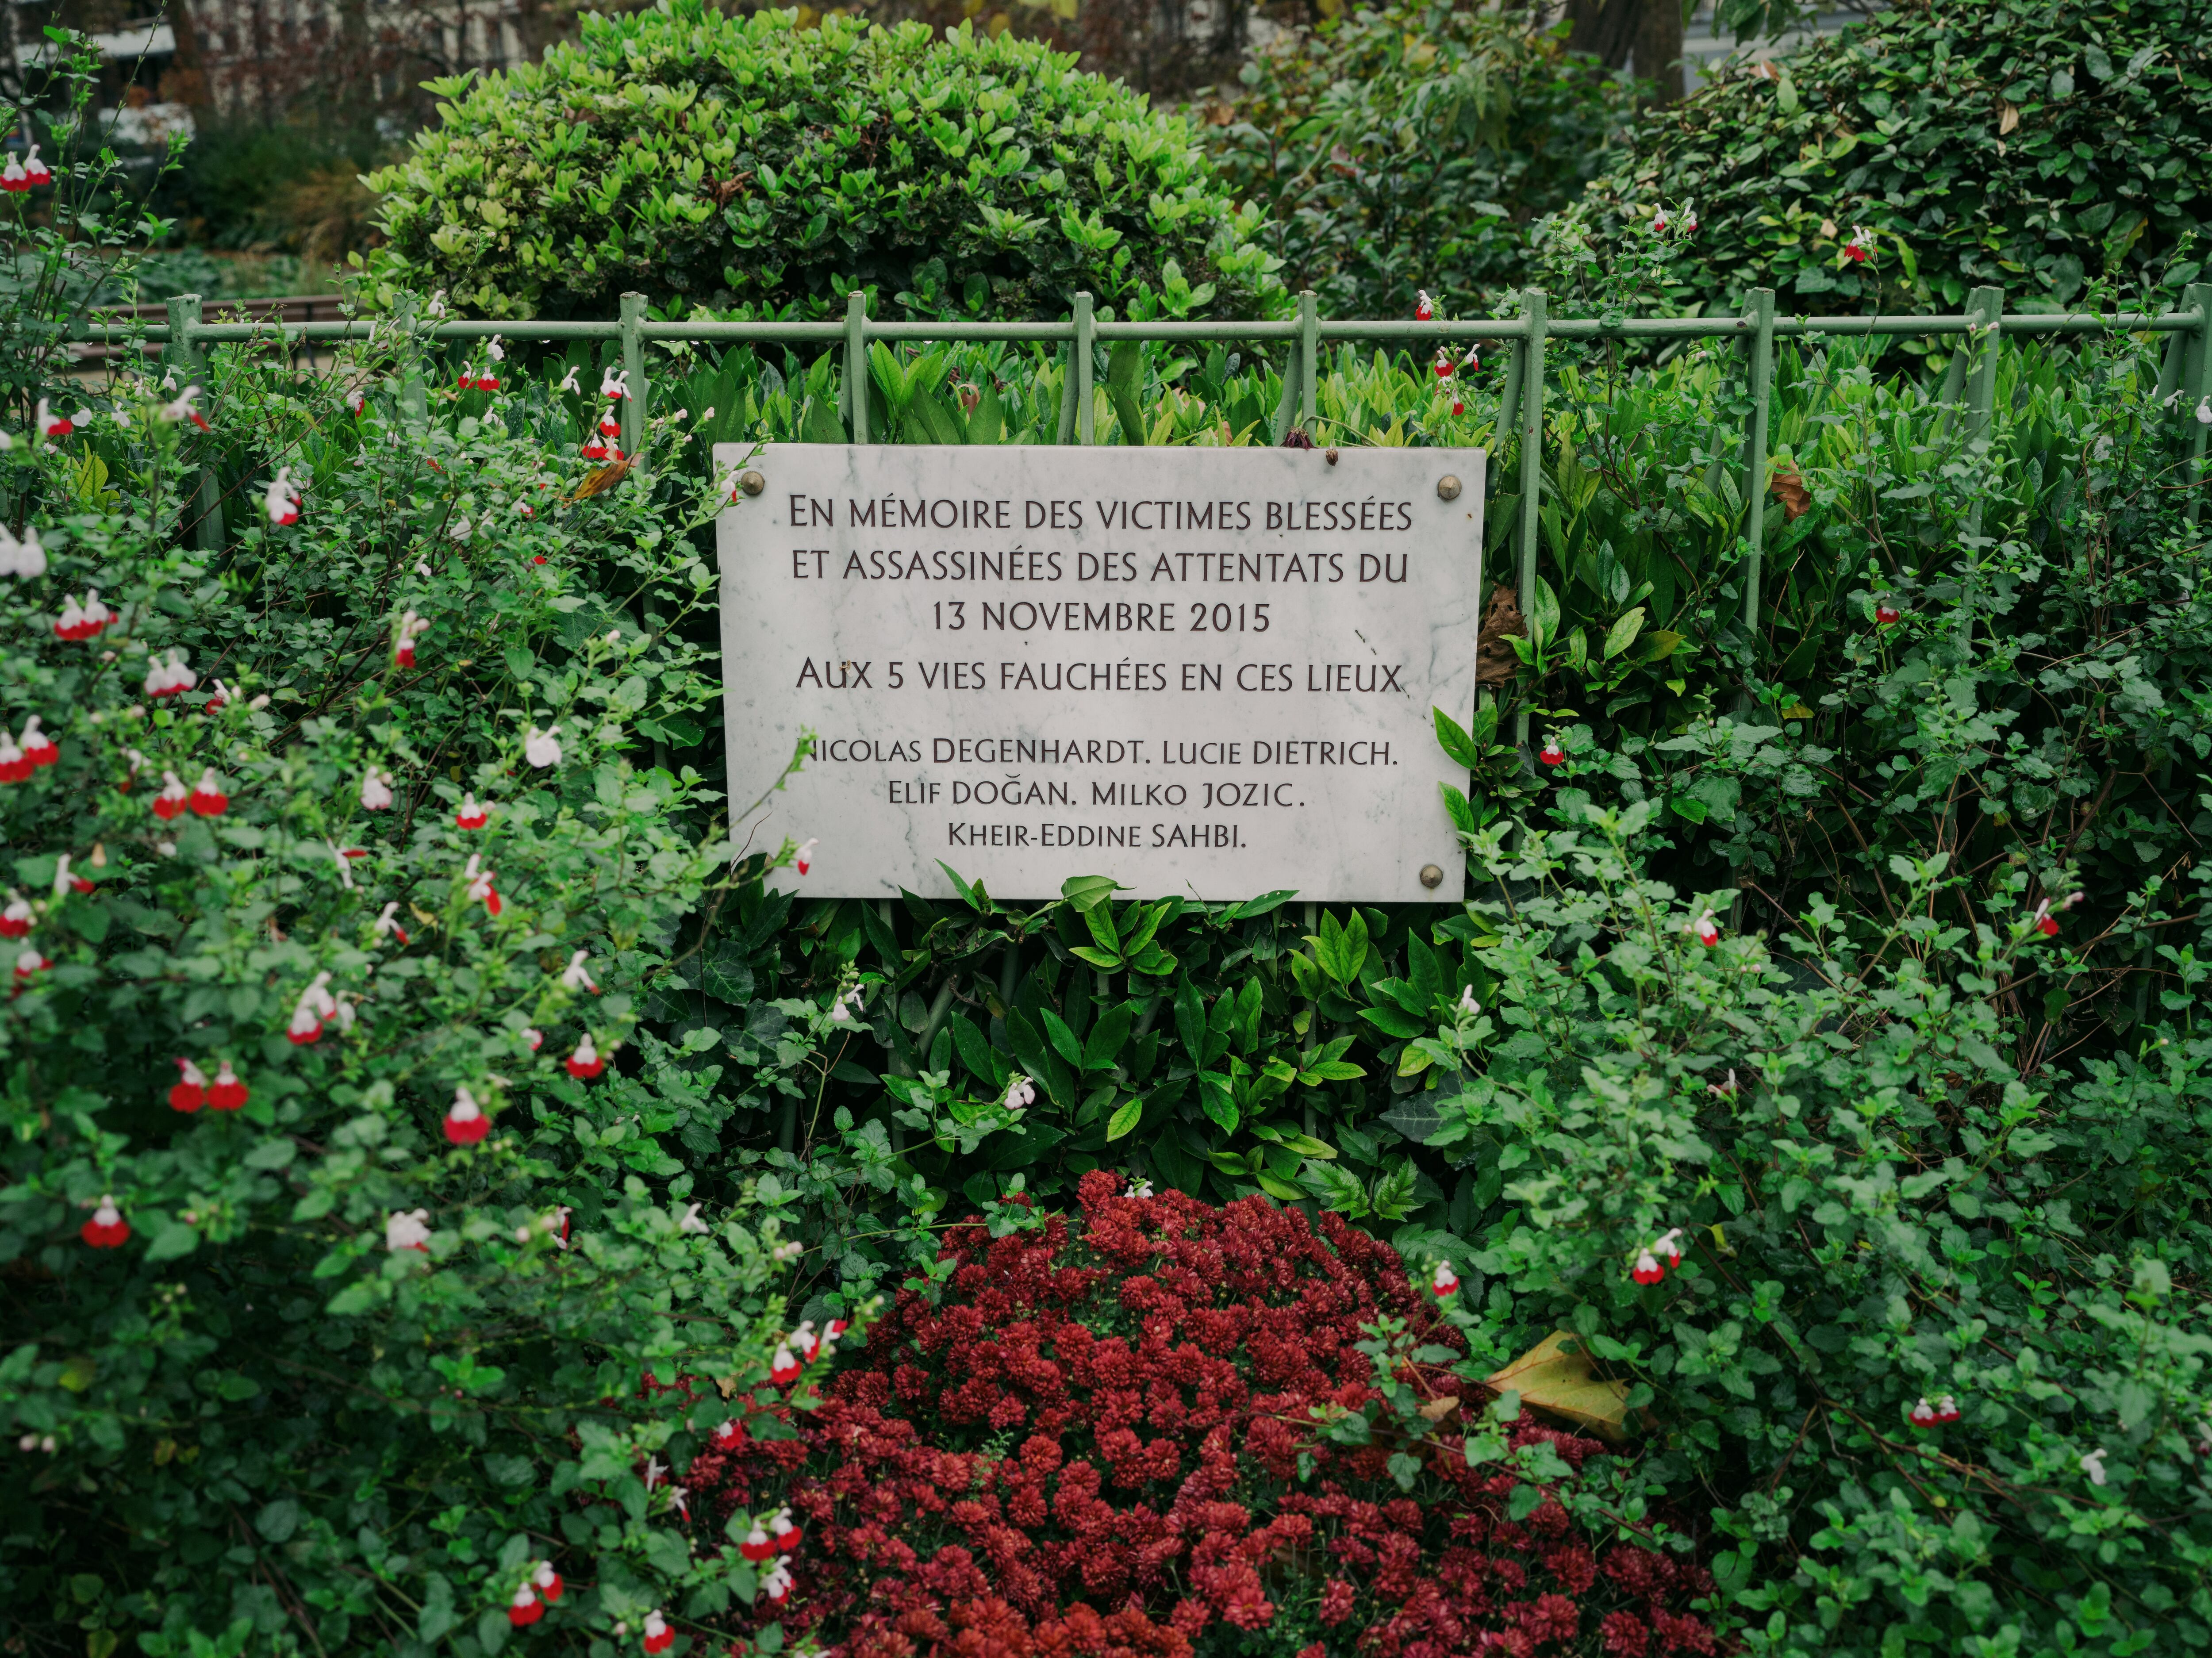 EN MÉMOIRE DES VICTIMES BLESSÉES
ET ASSASSINÉES DES ATTENTATS DU
13 NOVEMBRE 2015
AUX 5 VIES FAUCHÉES EN CES LIEUX
NICOLAS DEGENHARDT. LUCIE DIETRICH.
ELIF DOĞAN. MILKO JOZIC.
KHEIR-EDDINE SAHBI.